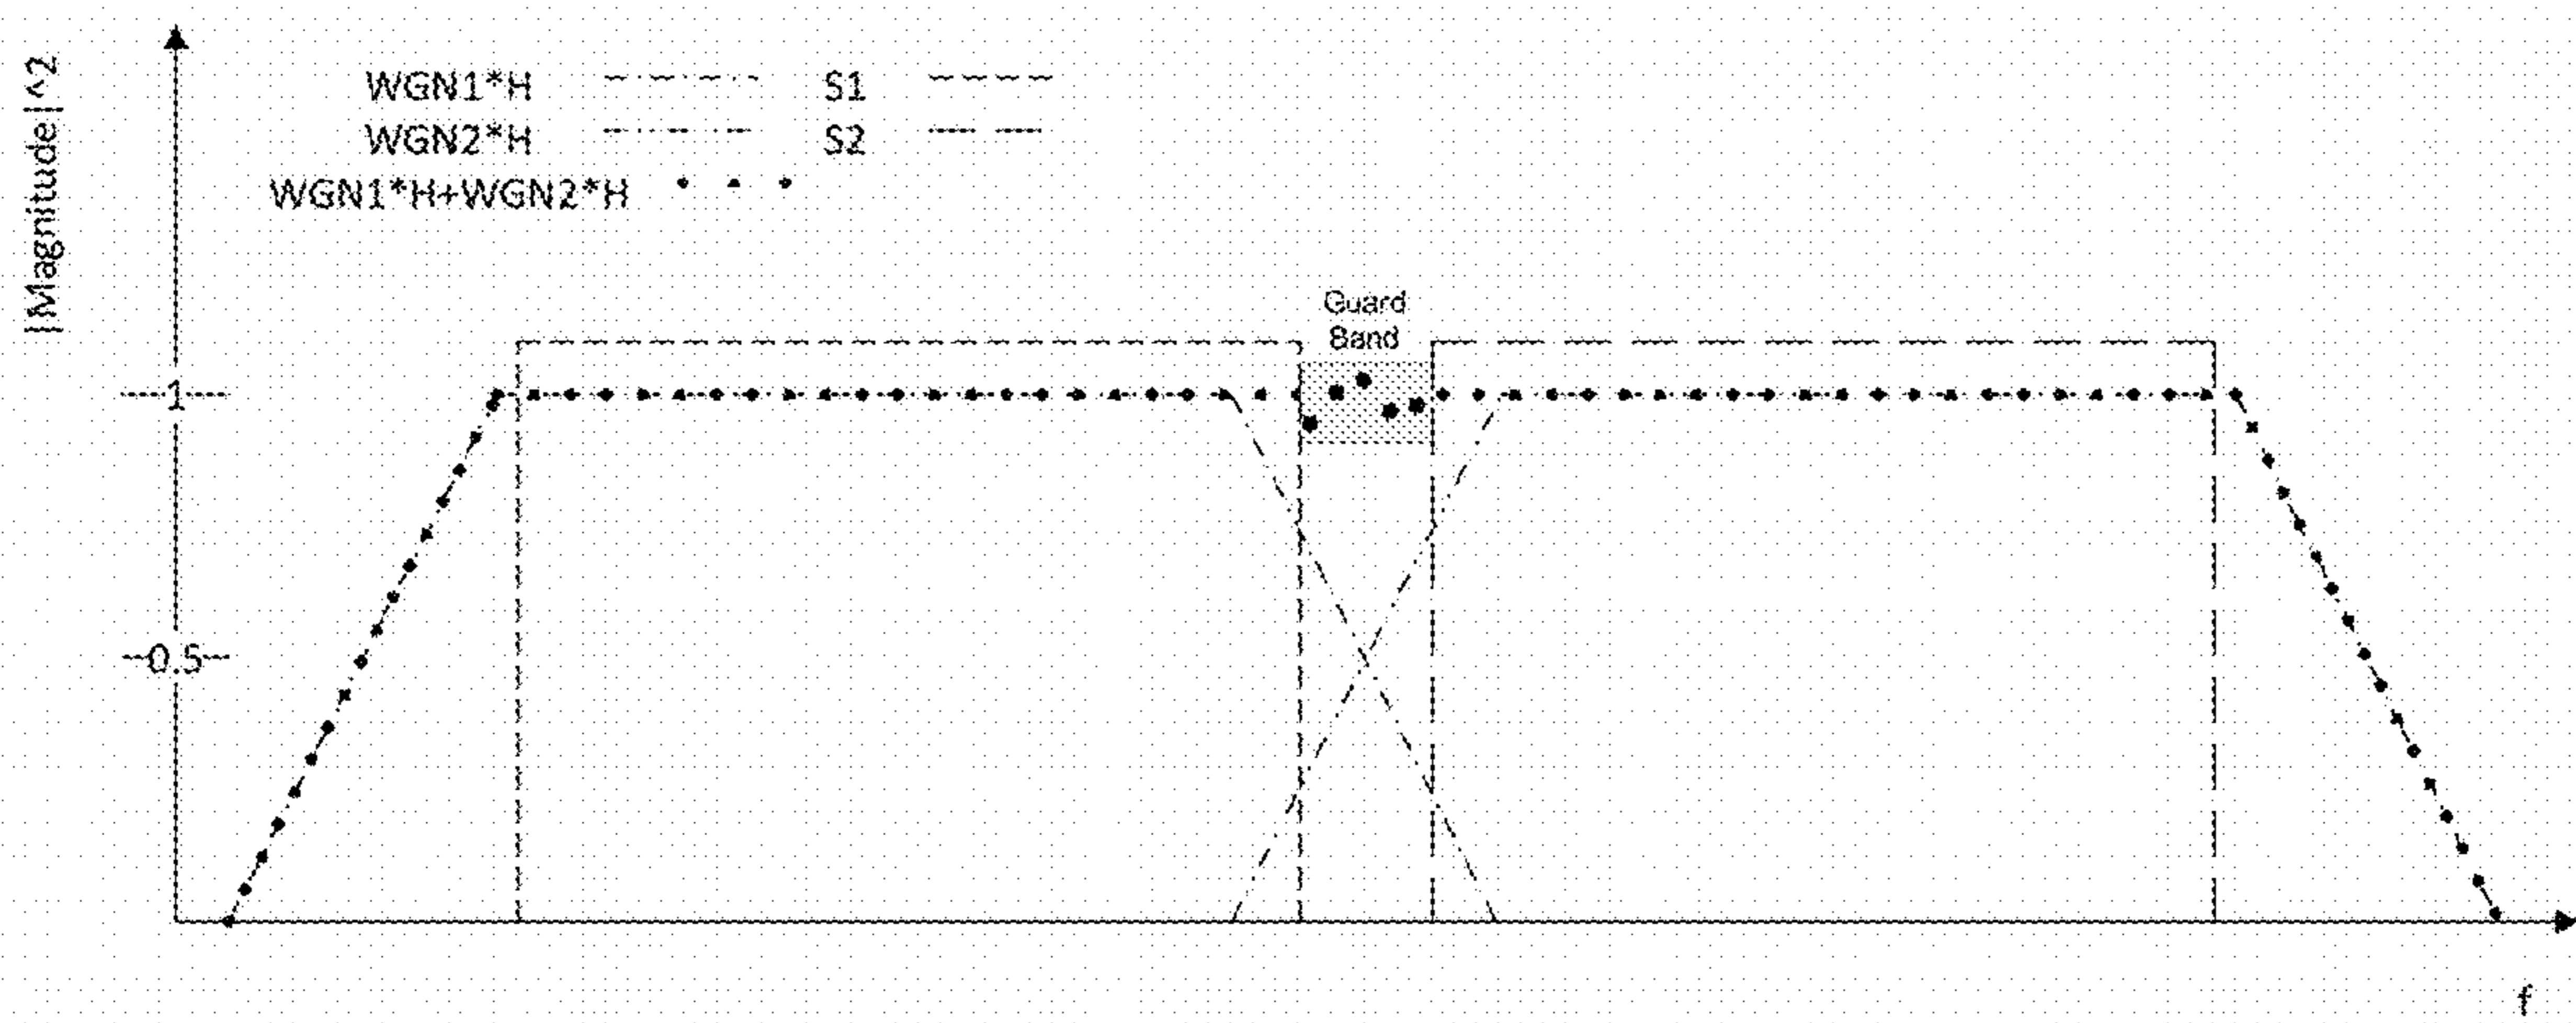 |Magnitude|^2
WGN1*H S1
WGN2*H S2
WGN1*H+WGN2*H
Guard
Band
1
0.5
f